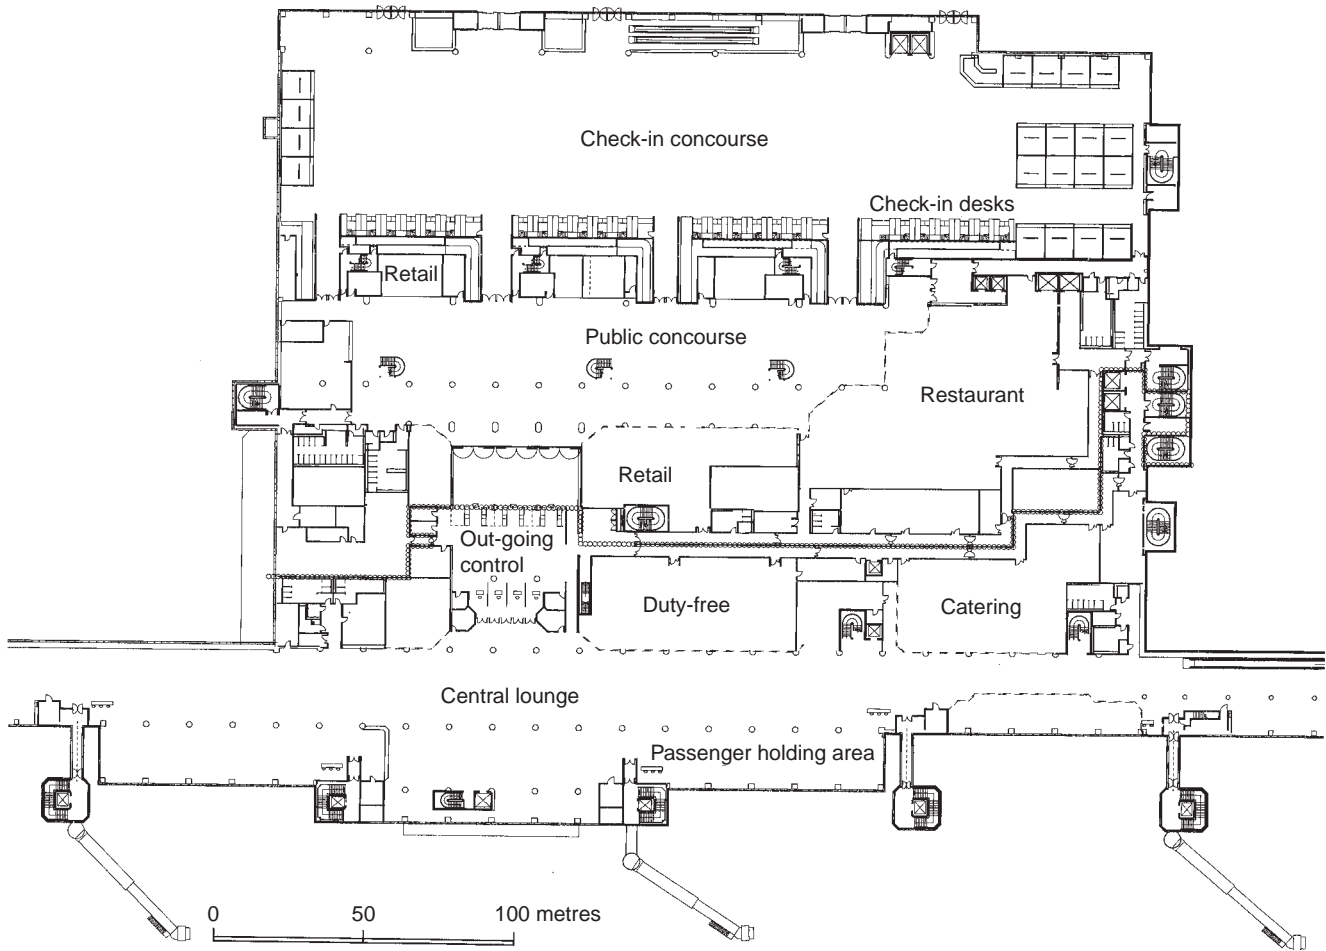 Check-in concourse
Check-in desks
Retail
Public concourse
Restaurant
Retail
Out-going
control
Duty-free
Catering
Central lounge
Passenger holding area
0 50 100 metres